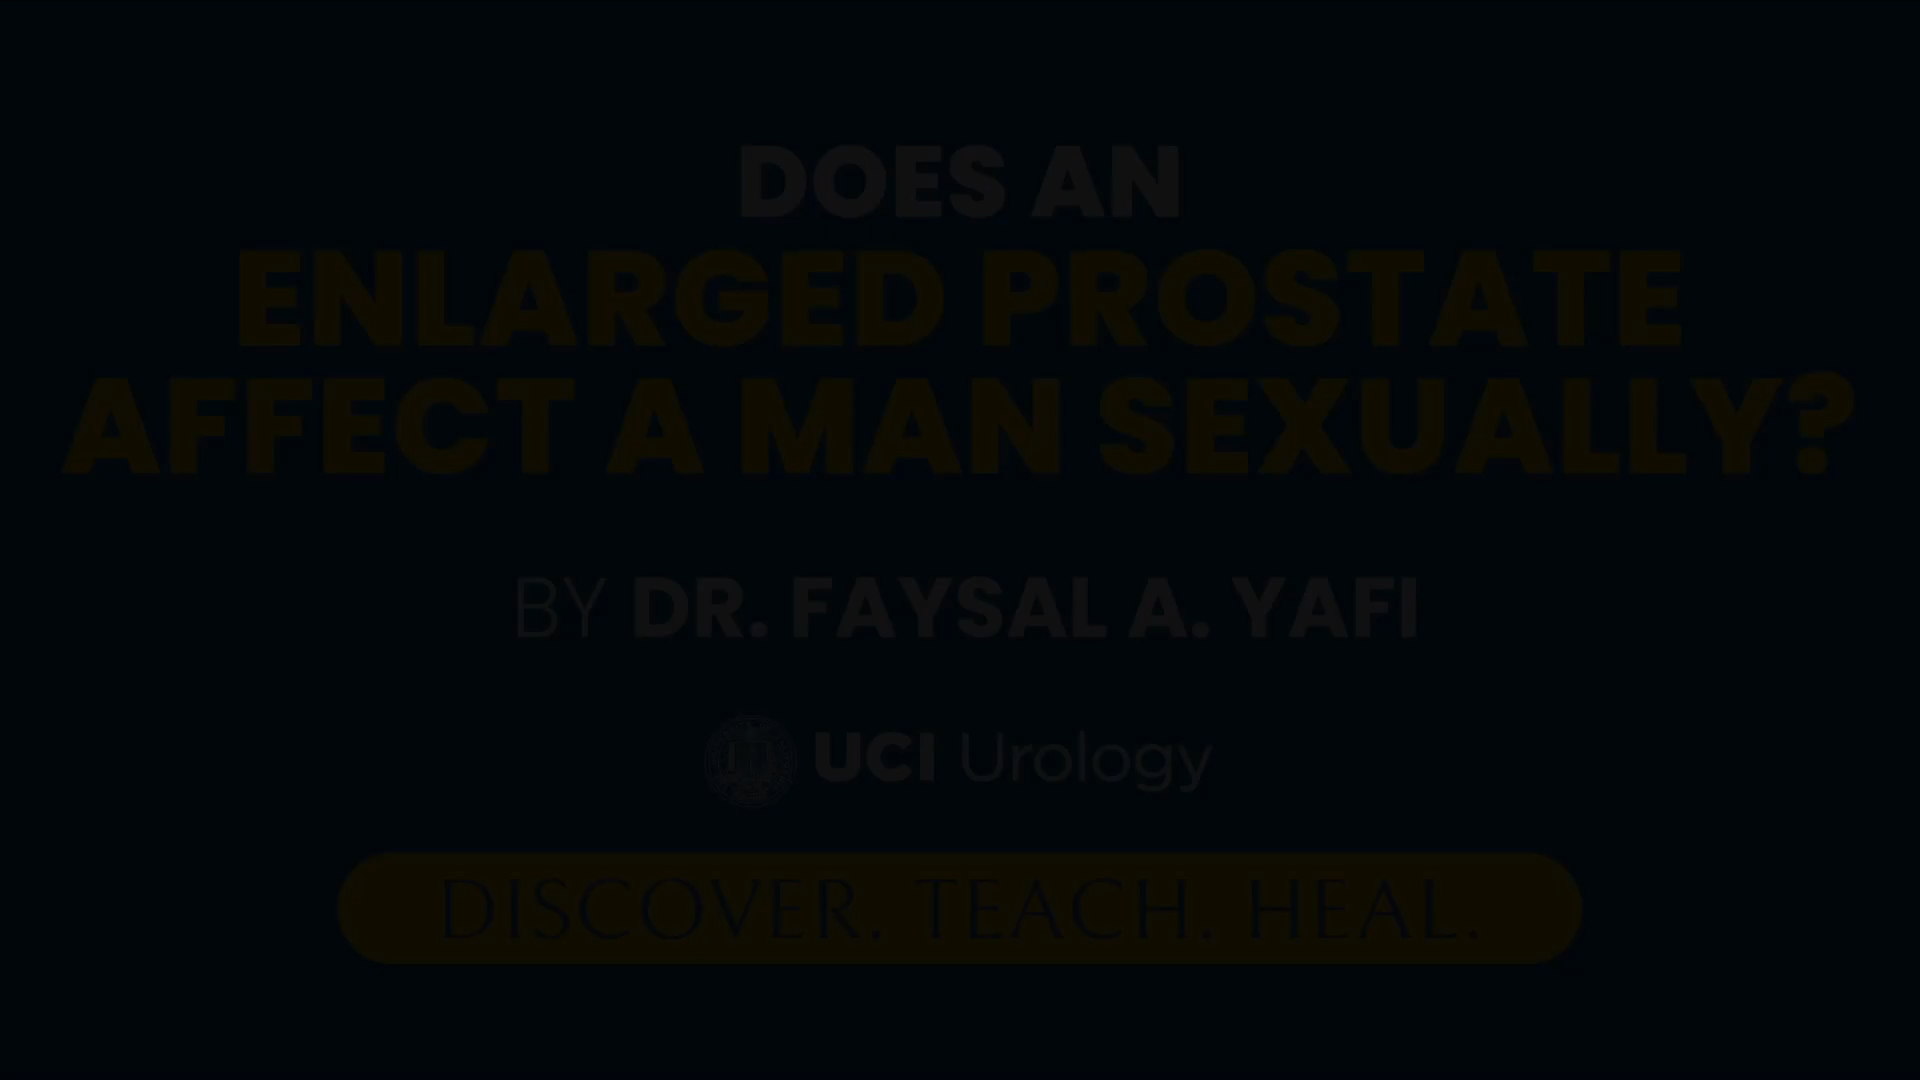 DOES AN
ENLARGED PROSTATE
AFFECT A MAN SEXUALLY?
BY DR. FAYSAL A. YAFI
UCI Urology
DISCOVER. TEACH. HEAL.